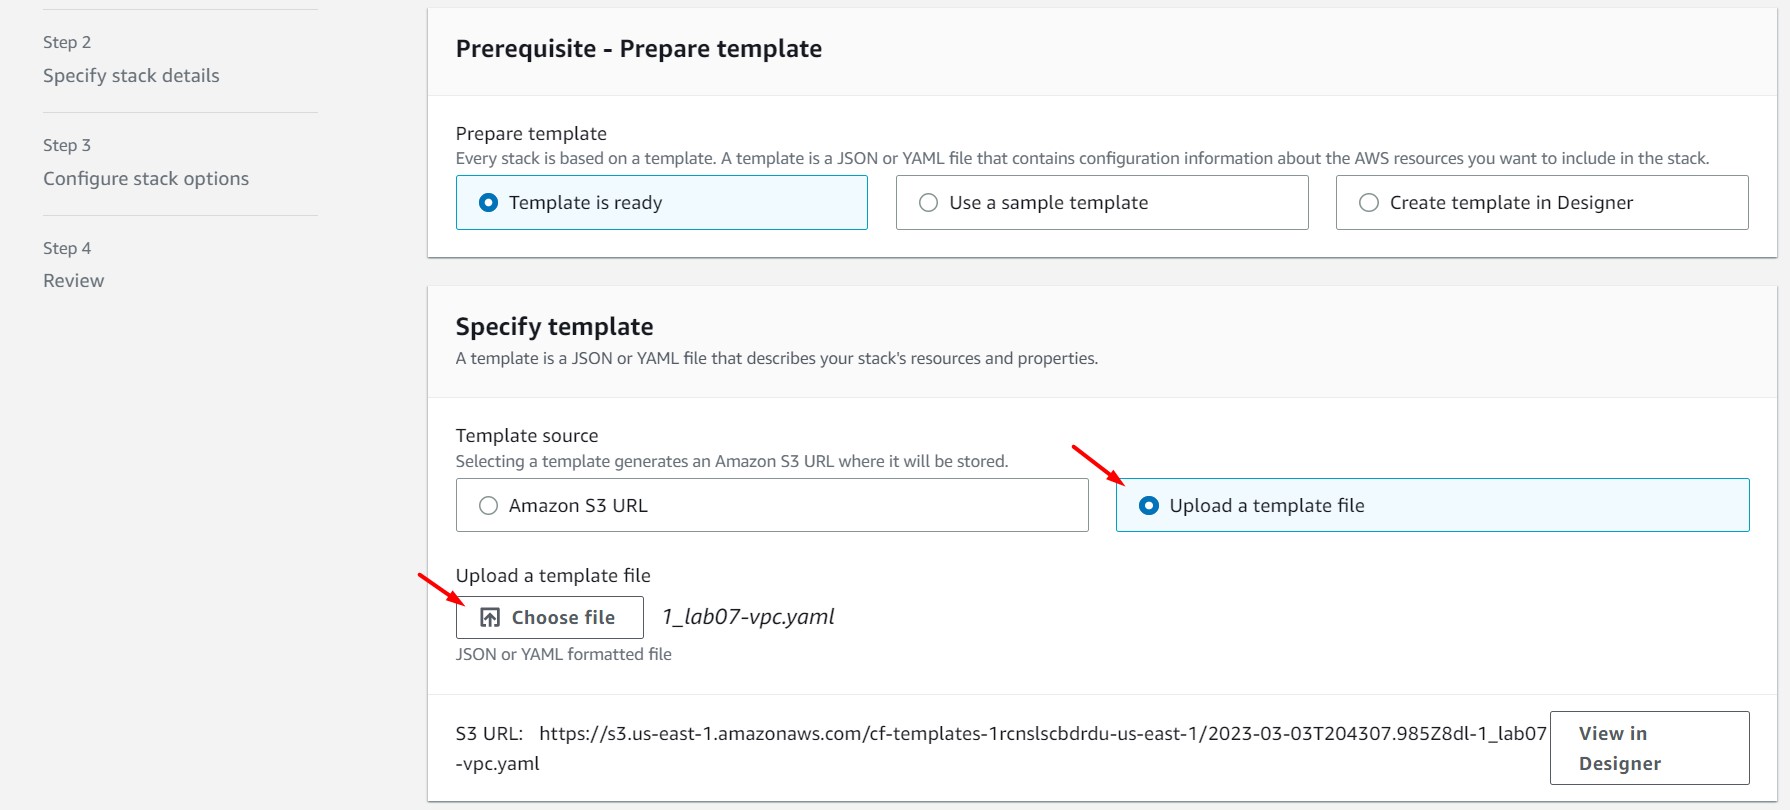 Step 2
Specify stack details
Step 3
Configure stack options
Step 4
Review
Prerequisite - Prepare template
Prepare template
Every stack is based on a template. A template is a JSON or YAML file that contains configuration information about the AWS resources you want to include in the stack.
Template is ready
Use a sample template
Create template in Designer
Specify template
A template is a JSON or YAML file that describes your stack's resources and properties.
Template source
Selecting a template generates an Amazon S3 URL where it will be stored.
Amazon S3 URL
Upload a template file
Upload a template file
Choose file
1_lab07-vpc.yaml
JSON or YAML formatted file
S3 URL: https://s3.us-east-1.amazonaws.com/cf-templates-1rcnslscbdrdu-us-east-1/2023-03-03T204307.985Z8dl-1_lab07
-vpc.yaml
View in
Designer